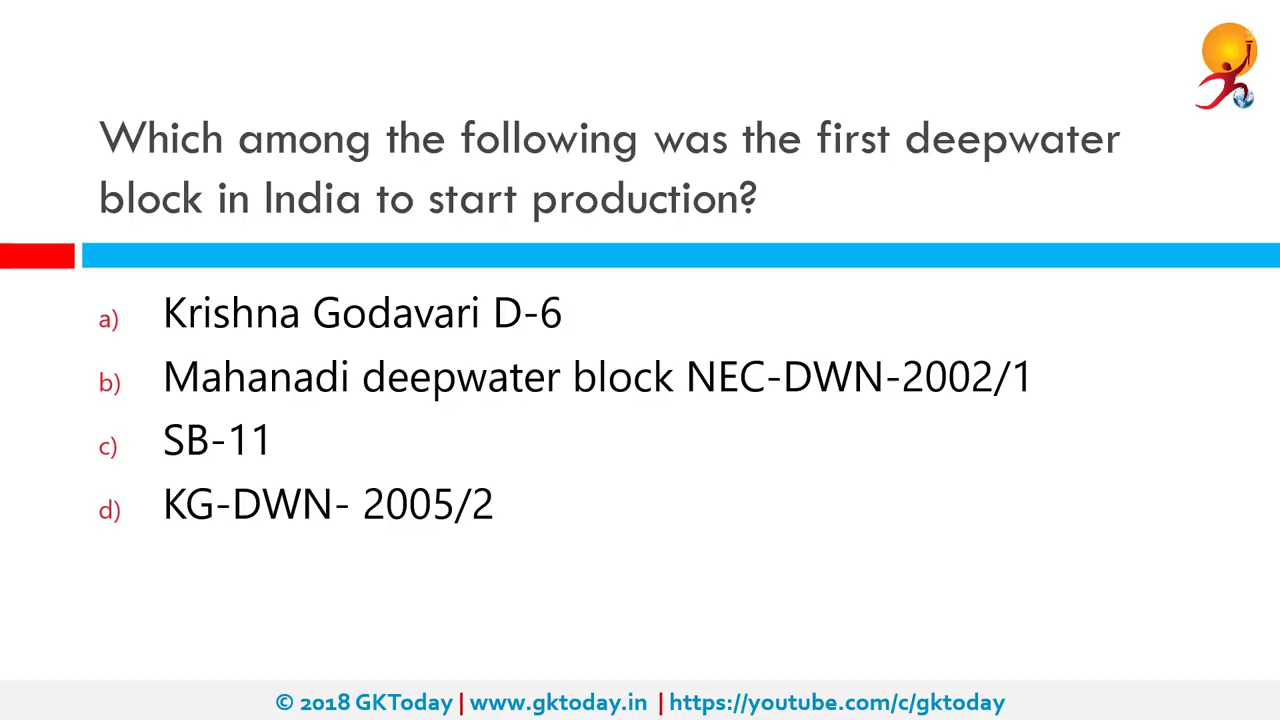 Which among the following was the first deepwater
block in India to start production?
a) Krishna Godavari D-6
b) Mahanadi deepwater block NEC-DWN-2002/1
c) SB-11
d) KG-DWN- 2005/2
© 2018 GKToday | www.gktoday.in | https://youtube.com/c/gktoday